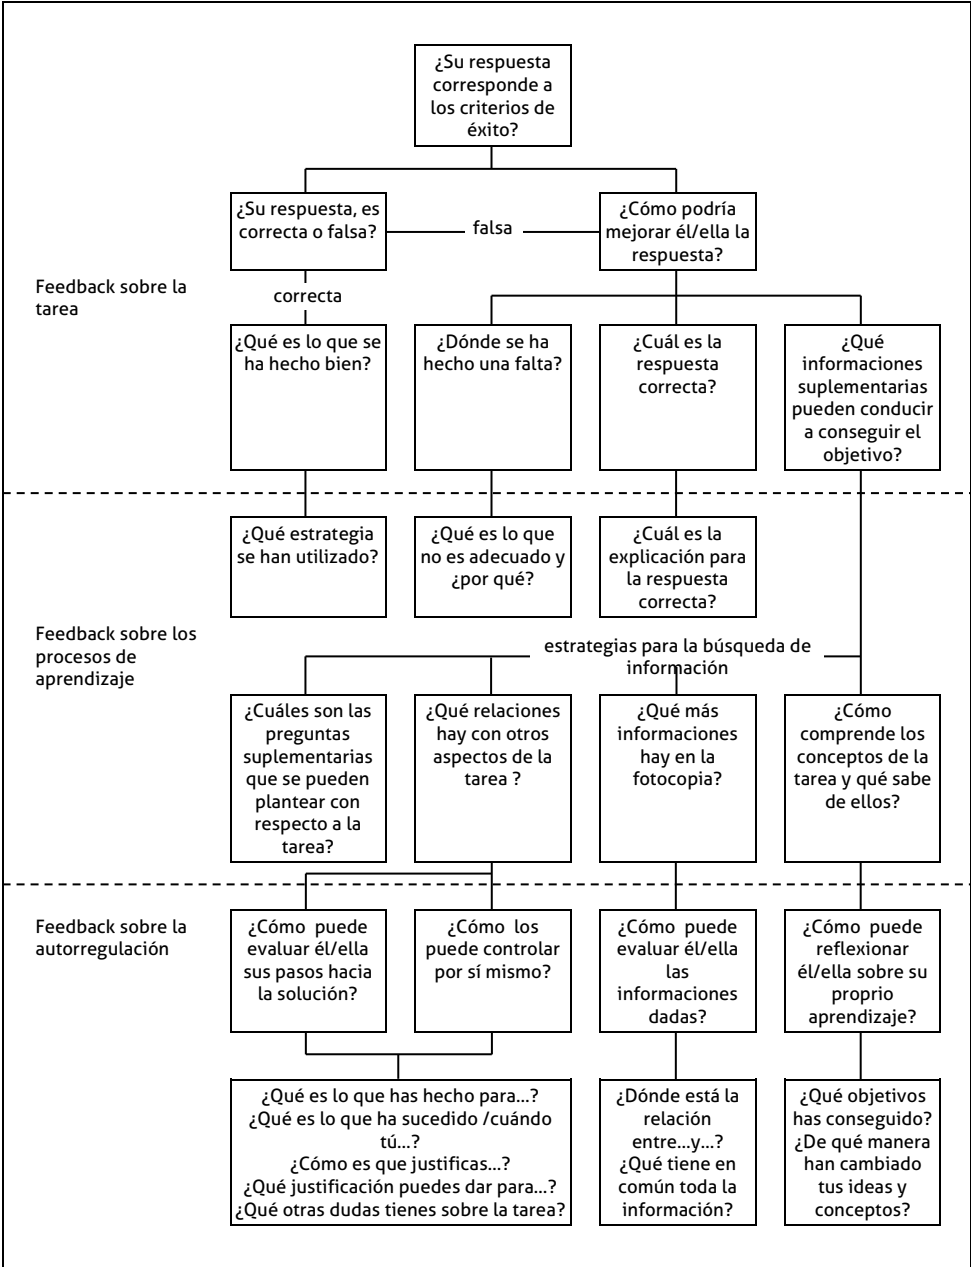 ¿Su respuesta
corresponde a
los criterios de
éxito?
¿Su respuesta, es
correcta o falsa?
falsa
¿Cómo podría
mejorar él/ella la
respuesta?
Feedback sobre la
tarea
correcta
¿Qué es lo que se
ha hecho bien?
¿Dónde se ha
hecho una falta?
¿Cuál es la
respuesta
correcta?
¿Qué
informaciones
suplementarias
pueden conducir
a conseguir el
objetivo?
¿Qué estrategia
se han utilizado?
¿Qué es lo que
no es adecuado y
¿por qué?
¿Cuál es la
explicación para
la respuesta
correcta?
Feedback sobre los
procesos de
aprendizaje
estrategias para la búsqueda de
información
¿Cuáles son las
preguntas
suplementarias
que se pueden
plantear con
respecto a la
tarea?
¿Qué relaciones
hay con otros
aspectos de la
tarea ?
¿Qué más
informaciones
hay en la
fotocopia?
¿Cómo
comprende los
conceptos de la
tarea y qué sabe
de ellos?
Feedback sobre la
autorregulación
¿Cómo  puede
evaluar él/ella
sus pasos hacia
la solución?
¿Cómo  los
puede controlar
por sí mismo?
¿Cómo  puede
evaluar él/ella
las
informaciones
dadas?
¿Cómo puede
reflexionar
él/ella sobre su
proprio
aprendizaje?
¿Qué es lo que has hecho para...?
¿Qué es lo que ha sucedido /cuándo
tú...?
¿Cómo es que justificas...?
¿Qué justificación puedes dar para...?
¿Qué otras dudas tienes sobre la tarea?
¿Dónde está la
relación
entre...y...?
¿Qué tiene en
común toda la
información?
¿Qué objetivos
has conseguido?
¿De qué manera
han cambiado
tus ideas y
conceptos?